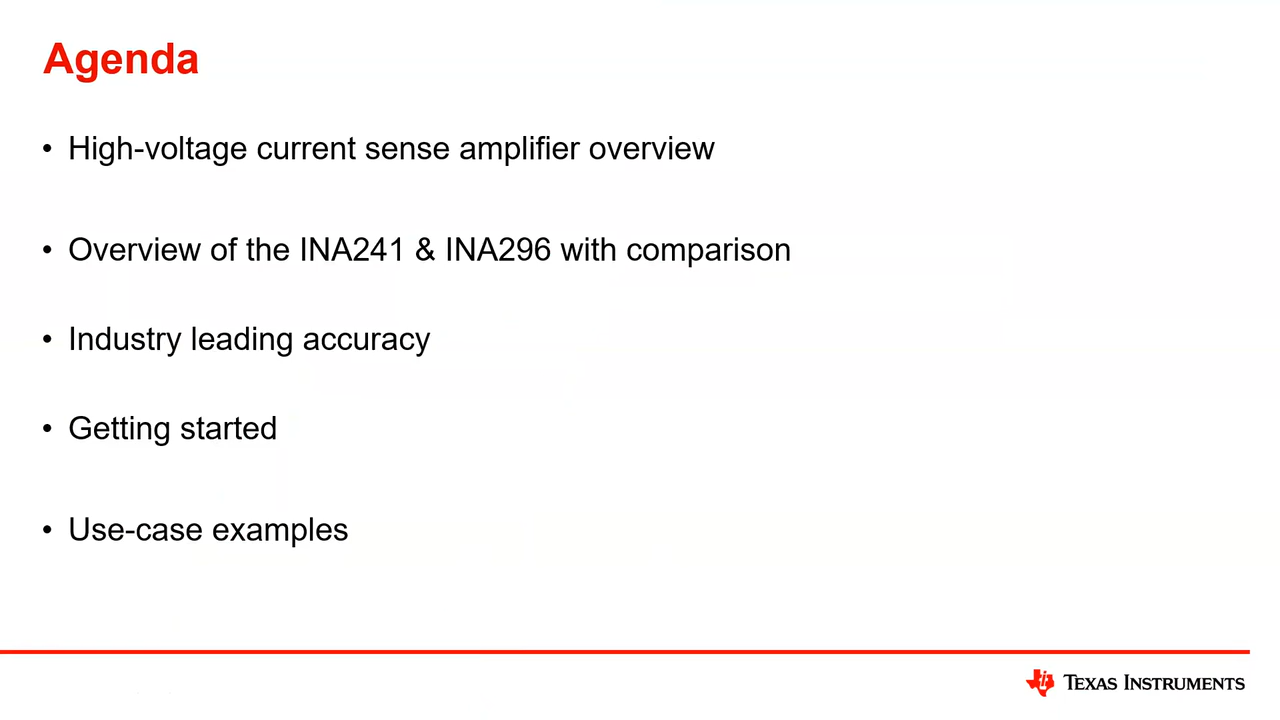 Agenda
• High-voltage current sense amplifier overview
• Overview of the INA241 & INA296 with comparison
• Industry leading accuracy
• Getting started
• Use-case examples
TEXAS INSTRUMENTS